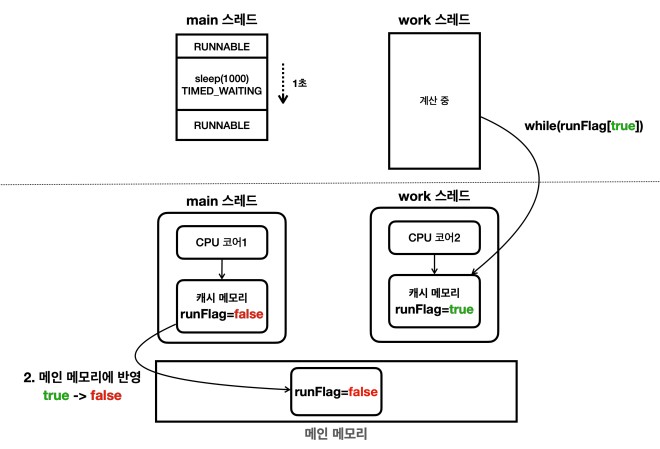 main 스레드
work 스레드
RUNNABLE
sleep(1000)
TIMED_WAITING
1초
RUNNABLE
계산 중
while(runFlag[true])
main 스레드
work 스레드
CPU 코어1
CPU 코어2
캐시 메모리
runFlag=false
캐시 메모리
runFlag=true
2. 메인 메모리에 반영
true -> false
runFlag=false
메인 메모리